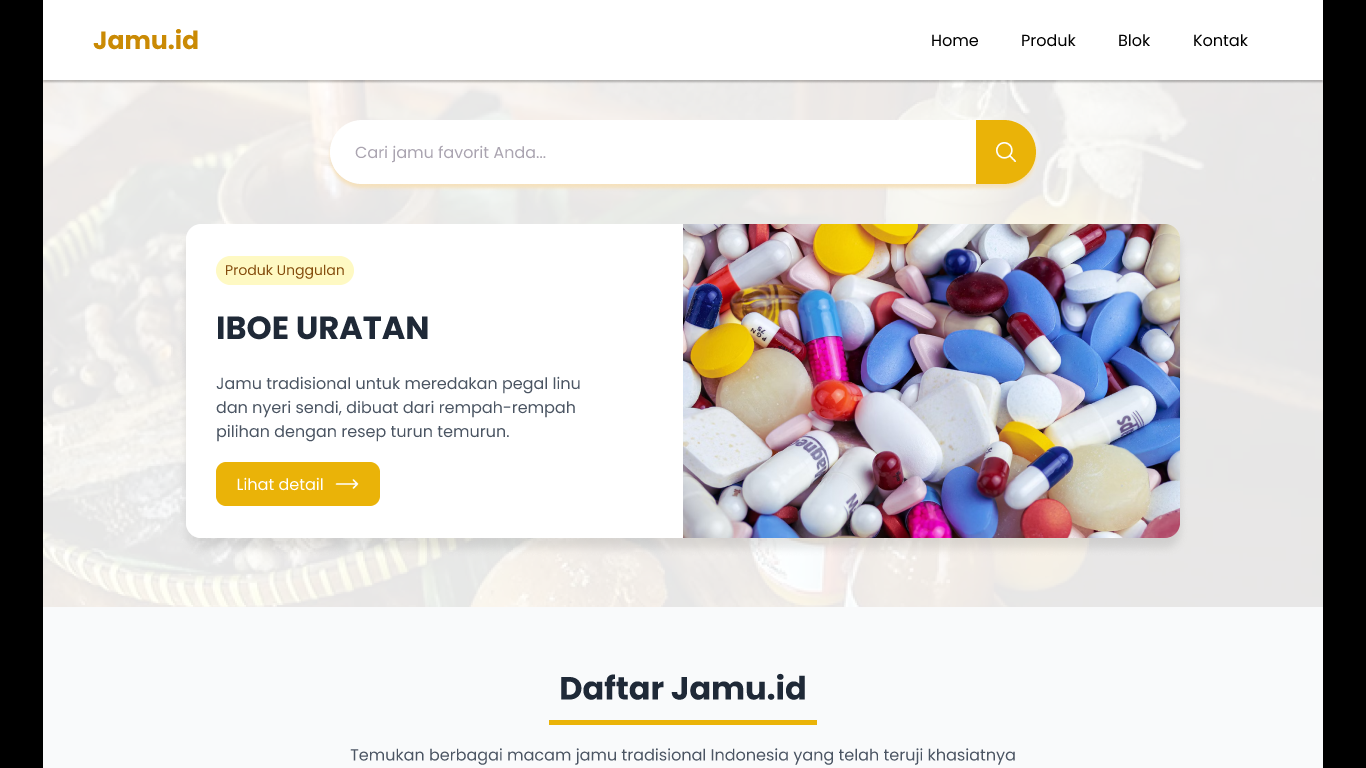 Jamu.id
Home Produk Blok Kontak
Cari jamu favorit Anda...
Produk Unggulan
IBOE URATAN
Jamu tradisional untuk meredakan pegal linu
dan nyeri sendi, dibuat dari rempah-rempah
pilihan dengan resep turun temurun.
Lihat detail
Daftar Jamu.id
Temukan berbagai macam jamu tradisional Indonesia yang telah teruji khasiatnya